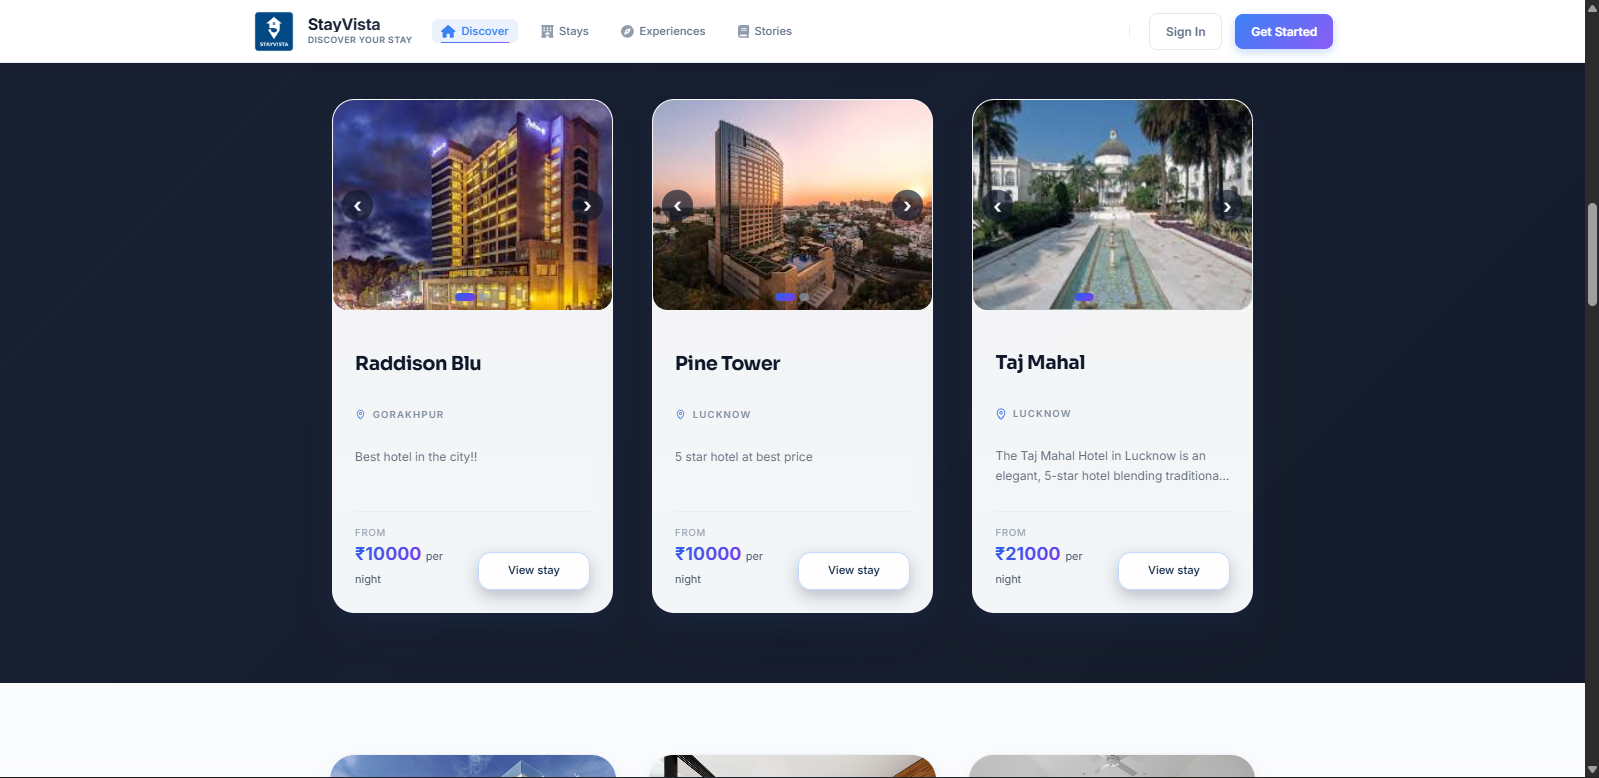 STAYVISTA
StayVista
DISCOVER YOUR STAY
Discover
Stays
Experiences
Stories
Sign In
Get Started
Raddison Blu
GORAKHPUR
Best hotel in the city!!
FROM
₹10000 per
night
View stay
Pine Tower
LUCKNOW
5 star hotel at best price
FROM
₹10000 per
night
View stay
Taj Mahal
LUCKNOW
The Taj Mahal Hotel in Lucknow is an
elegant, 5-star hotel blending traditiona...
FROM
₹21000 per
night
View stay